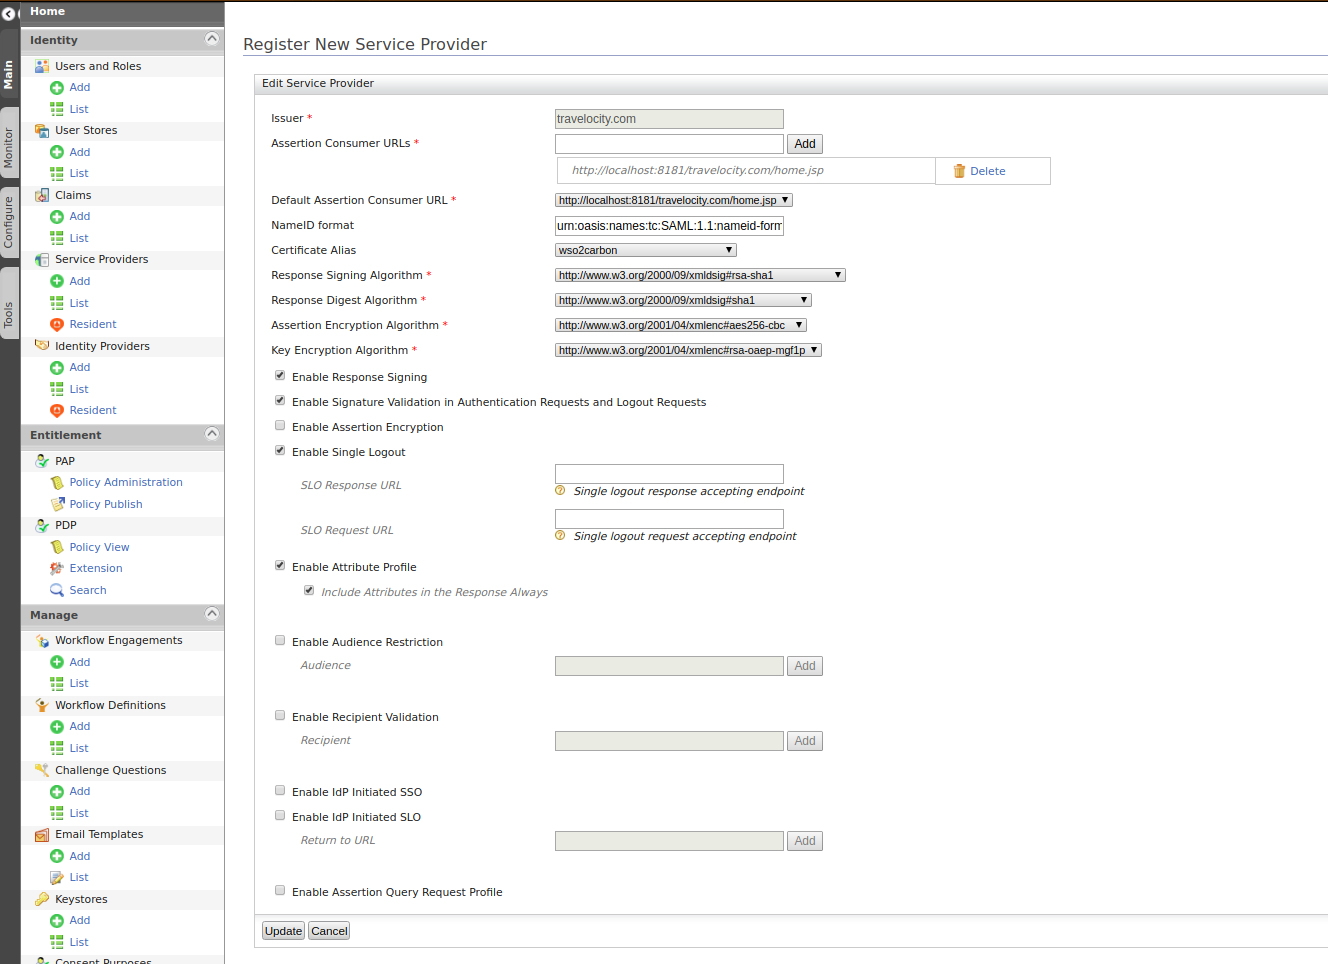 Home
Main
Monitor
Configure
Tools
Identity
Users and Roles
Add
List
User Stores
Add
List
Claims
Add
List
Service Providers
Add
List
Resident
Identity Providers
Add
List
Resident
Entitlement
PAP
Policy Administration
Policy Publish
PDP
Policy View
Extension
Search
Manage
Workflow Engagements
Add
List
Workflow Definitions
Add
List
Challenge Questions
Add
List
Email Templates
Add
List
Keystores
Add
List
Consent Purposes
Register New Service Provider
Edit Service Provider
Issuer * travelocity.com
Assertion Consumer URLs * Add
http://localhost:8181/travelocity.com/home.jsp Delete
Default Assertion Consumer URL * http://localhost:8181/travelocity.com/home.jsp
NameID format urn:oasis:names:tc:SAML:1.1:nameid-form
Certificate Alias wso2carbon
Response Signing Algorithm * http://www.w3.org/2000/09/xmldsig#rsa-sha1
Response Digest Algorithm * http://www.w3.org/2000/09/xmldsig#sha1
Assertion Encryption Algorithm * http://www.w3.org/2001/04/xmlenc#aes256-cbc
Key Encryption Algorithm * http://www.w3.org/2001/04/xmlenc#rsa-oaep-mgf1p
Enable Response Signing
Enable Signature Validation in Authentication Requests and Logout Requests
Enable Assertion Encryption
Enable Single Logout
SLO Response URL
Single logout response accepting endpoint
SLO Request URL
Single logout request accepting endpoint
Enable Attribute Profile
Include Attributes in the Response Always
Enable Audience Restriction
Audience Add
Enable Recipient Validation
Recipient Add
Enable IdP Initiated SSO
Enable IdP Initiated SLO
Return to URL Add
Enable Assertion Query Request Profile
Update Cancel